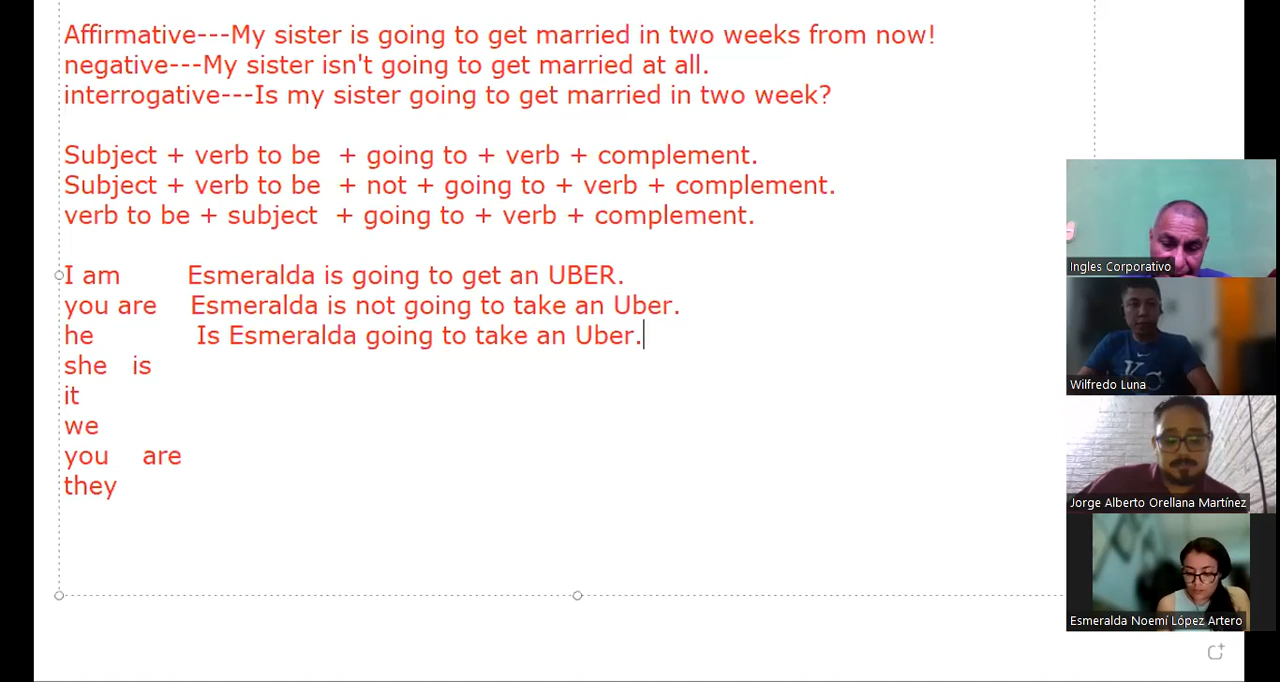 Affirmative---My sister is going to get married in two weeks from now!
negative---My sister isn't going to get married at all.
interrogative---Is my sister going to get married in two week?
Subject + verb to be + going to + verb + complement.
Subject + verb to be + not + going to + verb + complement.
verb to be + subject + going to + verb + complement.
I am Esmeralda is going to get an UBER.
you are Esmeralda is not going to take an Uber.
he Is Esmeralda going to take an Uber.
she is
it
we
you are
they
Ingles Corporativo
Wilfredo Luna
Jorge Alberto Orellana Martínez
Esmeralda Noemí López Artero